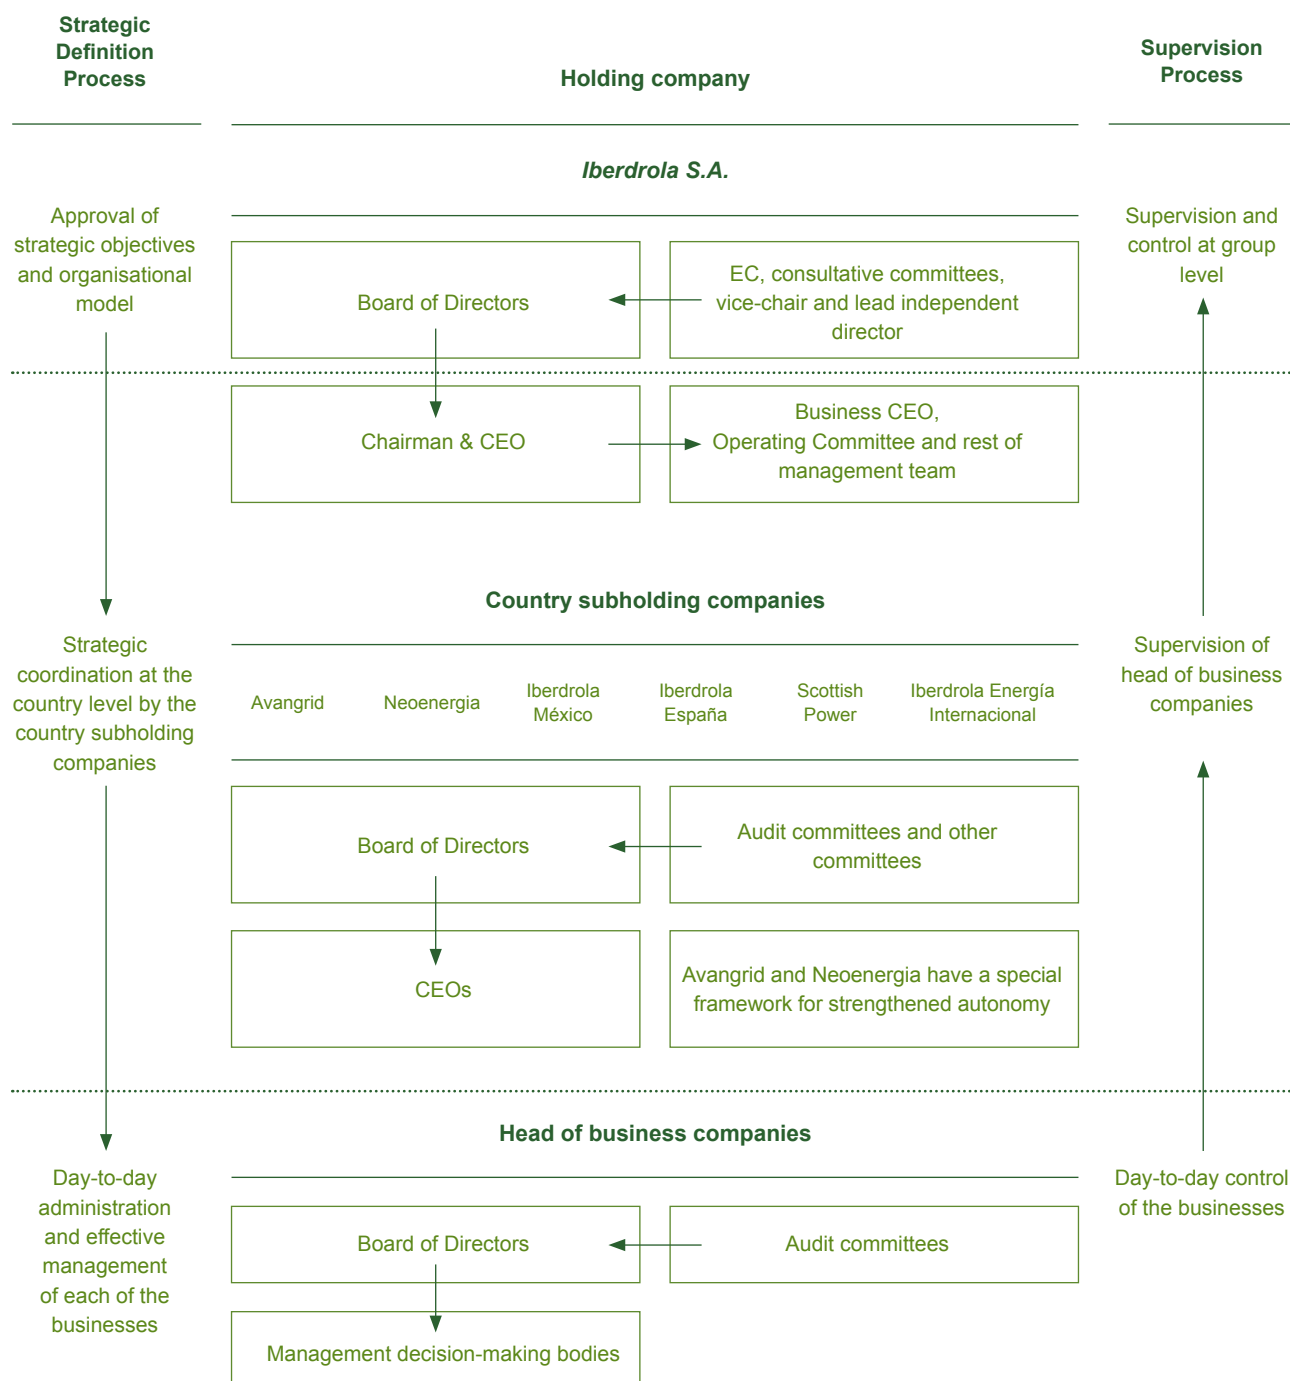 Strategic
Definition
Process
Holding company
Supervision
Process
Iberdrola S.A.
Approval of
strategic objectives
and organisational
model
Board of Directors
EC, consultative committees,
vice-chair and lead independent
director
Supervision and
control at group
level
Chairman & CEO
Business CEO,
Operating Committee and rest of
management team
Country subholding companies
Strategic
coordination at the
country level by the
country subholding
companies
Avangrid
Neoenergia
Iberdrola
México
Iberdrola
España
Scottish
Power
Iberdrola Energía
Internacional
Supervision of
head of business
companies
Board of Directors
Audit committees and other
committees
CEOs
Avangrid and Neoenergia have a special
framework for strengthened autonomy
Head of business companies
Day-to-day
administration
and effective
management
of each of the
businesses
Board of Directors
Audit committees
Day-to-day control
of the businesses
Management decision-making bodies